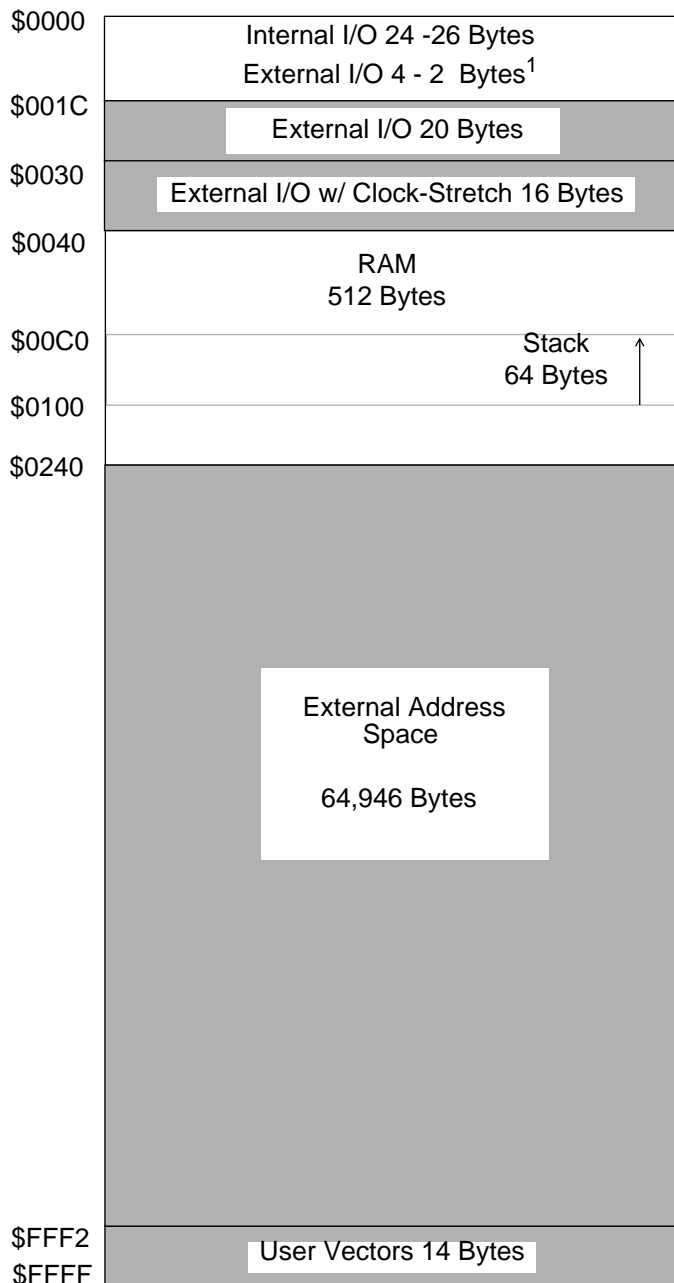 $0000
Internal I/O 24 -26 Bytes
External I/O 4 - 2 Bytes1
$001C
External I/O 20 Bytes
$0030
External I/O w/ Clock-Stretch 16 Bytes
$0040
RAM
512 Bytes
$00C0
Stack
64 Bytes
$0100
$0240
External Address
Space
64,946 Bytes
$FFF2
User Vectors 14 Bytes
$FFFF